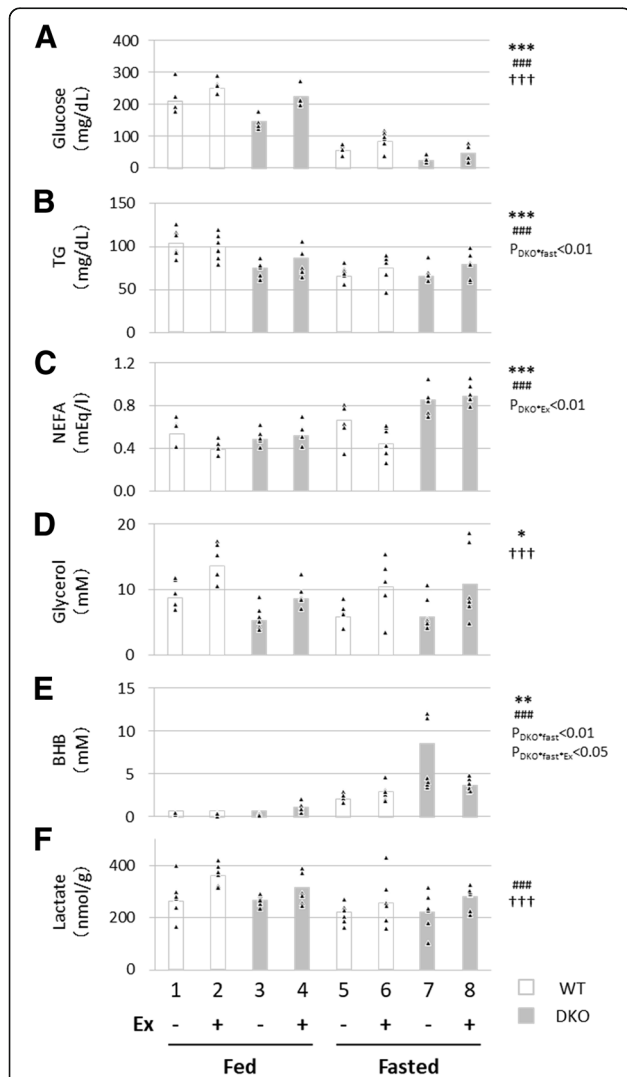 A
400
300
200
100
0
Glucose
(mg/dL)
***
###
†††
B
150
100
50
0
TG
(mg/dL)
***
###
PDKO*fast<0.01
C
1.2
0.8
0.4
0.0
NEFA
(mEq/l)
***
###
PDKO*Ex<0.01
D
20
10
0
Glycerol
(mM)
*
†††
E
15
10
5
0
BHB
(mM)
**
###
PDKO*fast<0.01
PDKO*fast*Ex<0.05
F
400
200
0
Lactate
(nmol/g)
###
†††
1 2 3 4 5 6 7 8
Ex - + - + - + - +
Fed Fasted
WT
DKO